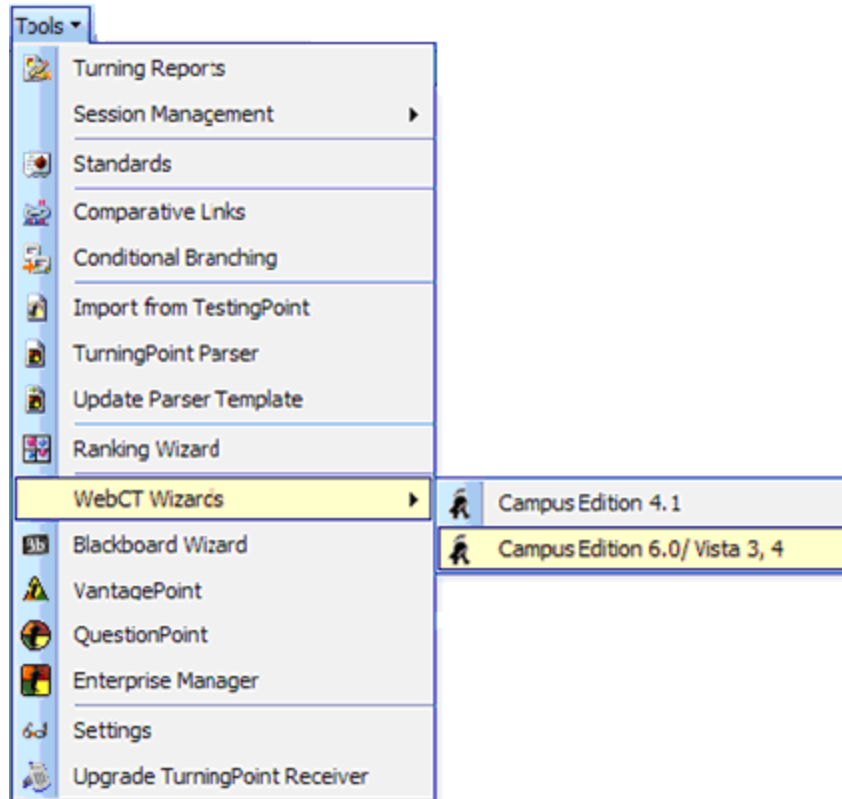 Tools
Turning Reports
Session Management
Standards
Comparative Links
Conditional Branching
Import from TestingPoint
TurningPoint Parser
Update Parser Template
Ranking Wizard
WebCT Wizards
Campus Edition 4.1
Campus Edition 6.0/ Vista 3, 4
Blackboard Wizard
VantagePoint
QuestionPoint
Enterprise Manager
Settings
Upgrade TurningPoint Receiver